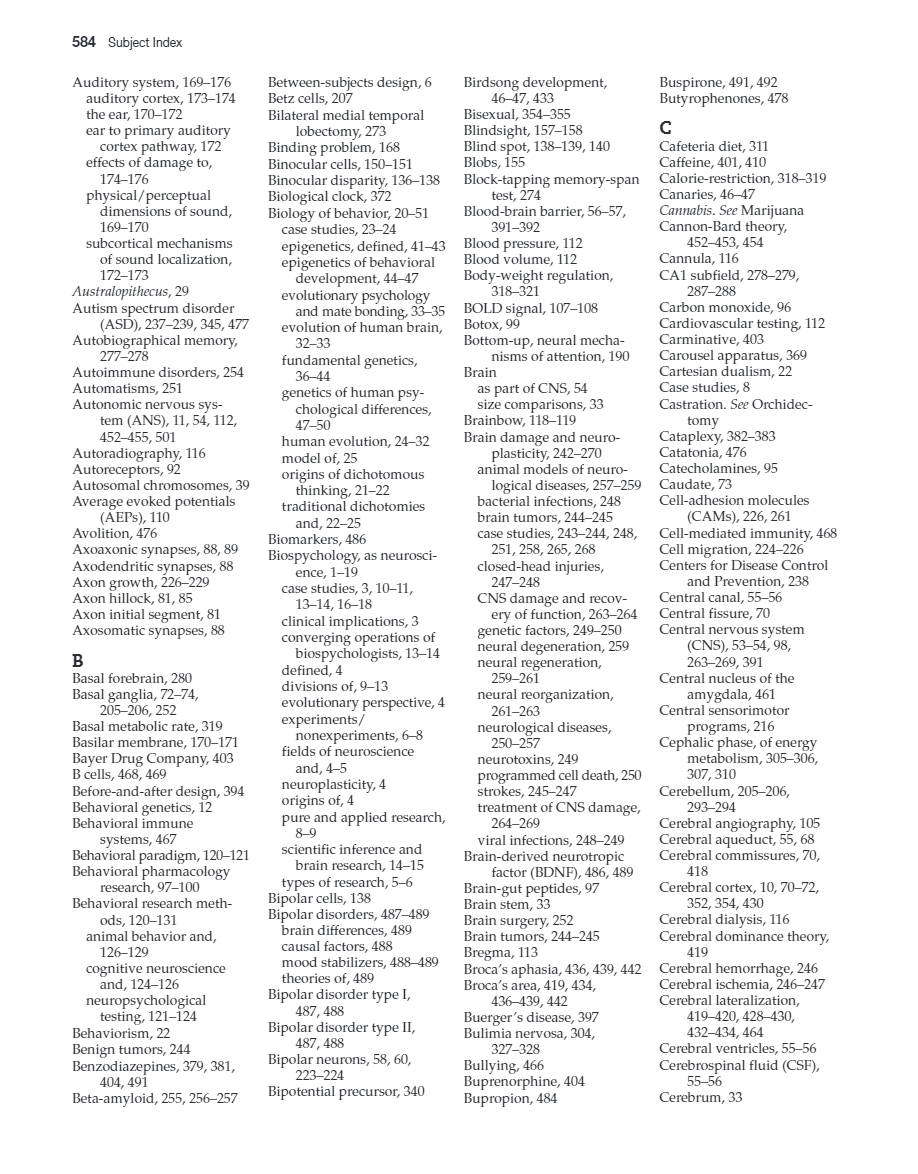 584 Subject Index
Auditory system, 169–176
auditory cortex, 173–174
the ear, 170–172
ear to primary auditory
cortex pathway, 172
effects of damage to,
174–176
physical/perceptual
dimensions of sound,
169–170
subcortical mechanisms
of sound localization,
172–173
Australopithecus, 29
Autism spectrum disorder
(ASD), 237–239, 345, 477
Autobiographical memory,
277–278
Autoimmune disorders, 254
Automatisms, 251
Autonomic nervous sys-
tem (ANS), 11, 54, 112,
452–455, 501
Autoradiography, 116
Autoreceptors, 92
Autosomal chromosomes, 39
Average evoked potentials
(AEPs), 110
Avolition, 476
Axoaxonic synapses, 88, 89
Axodendritic synapses, 88
Axon growth, 226–229
Axon hillock, 81, 85
Axon initial segment, 81
Axosomatic synapses, 88
B
Basal forebrain, 280
Basal ganglia, 72–74,
205–206, 252
Basal metabolic rate, 319
Basilar membrane, 170–171
Bayer Drug Company, 403
B cells, 468, 469
Before-and-after design, 394
Behavioral genetics, 12
Behavioral immune
systems, 467
Behavioral paradigm, 120–121
Behavioral pharmacology
research, 97–100
Behavioral research meth-
ods, 120–131
animal behavior and,
126–129
cognitive neuroscience
and, 124–126
neuropsychological
testing, 121–124
Behaviorism, 22
Benign tumors, 244
Benzodiazepines, 379, 381,
404, 491
Beta-amyloid, 255, 256–257
Between-subjects design, 6
Betz cells, 207
Bilateral medial temporal
lobectomy, 273
Binding problem, 168
Binocular cells, 150–151
Binocular disparity, 136–138
Biological clock, 372
Biology of behavior, 20–51
case studies, 23–24
epigenetics, defined, 41–43
epigenetics of behavioral
development, 44–47
evolutionary psychology
and mate bonding, 33–35
evolution of human brain,
32–33
fundamental genetics,
36–44
genetics of human psy-
chological differences,
47–50
human evolution, 24–32
model of, 25
origins of dichotomous
thinking, 21–22
traditional dichotomies
and, 22–25
Biomarkers, 486
Biopsychology, as neurosci-
ence, 1–19
case studies, 3, 10–11,
13–14, 16–18
clinical implications, 3
converging operations of
biopsychologists, 13–14
defined, 4
divisions of, 9–13
evolutionary perspective, 4
experiments/
nonexperiments, 6–8
fields of neuroscience
and, 4–5
neuroplasticity, 4
origins of, 4
pure and applied research,
8–9
scientific inference and
brain research, 14–15
types of research, 5–6
Bipolar cells, 138
Bipolar disorders, 487–489
brain differences, 489
causal factors, 488
mood stabilizers, 488–489
theories of, 489
Bipolar disorder type I,
487, 488
Bipolar disorder type II,
487, 488
Bipolar neurons, 58, 60,
223–224
Bipotential precursor, 340
Birdsong development,
46–47, 433
Bisexual, 354–355
Blindsight, 157–158
Blind spot, 138–139, 140
Blobs, 155
Block-tapping memory-span
test, 274
Blood-brain barrier, 56–57,
391–392
Blood pressure, 112
Blood volume, 112
Body-weight regulation,
318–321
BOLD signal, 107–108
Botox, 99
Bottom-up, neural mecha-
nisms of attention, 190
Brain
as part of CNS, 54
size comparisons, 33
Brainbow, 118–119
Brain damage and neuro-
plasticity, 242–270
animal models of neuro-
logical diseases, 257–259
bacterial infections, 248
brain tumors, 244–245
case studies, 243–244, 248,
251, 258, 265, 268
closed-head injuries,
247–248
CNS damage and recov-
ery of function, 263–264
genetic factors, 249–250
neural degeneration, 259
neural regeneration,
259–261
neural reorganization,
261–263
neurological diseases,
250–257
neurotoxins, 249
programmed cell death, 250
strokes, 245–247
treatment of CNS damage,
264–269
viral infections, 248–249
Brain-derived neurotropic
factor (BDNF), 486, 489
Brain-gut peptides, 97
Brain stem, 33
Brain surgery, 252
Brain tumors, 244–245
Bregma, 113
Broca's aphasia, 436, 439, 442
Broca's area, 419, 434,
436–439, 442
Buerger's disease, 397
Bulimia nervosa, 304,
327–328
Bullying, 466
Buprenorphine, 404
Bupropion, 484
Buspirone, 491, 492
Butyrophenones, 478
C
Cafeteria diet, 311
Caffeine, 401, 410
Calorie-restriction, 318–319
Canaries, 46–47
Cannabis. See Marijuana
Cannon-Bard theory,
452–453, 454
Cannula, 116
CA1 subfield, 278–279,
287–288
Carbon monoxide, 96
Cardiovascular testing, 112
Carminative, 403
Carousel apparatus, 369
Cartesian dualism, 22
Case studies, 8
Castration. See Orchidec-
tomy
Cataplexy, 382–383
Catatonia, 476
Catecholamines, 95
Caudate, 73
Cell-adhesion molecules
(CAMs), 226, 261
Cell-mediated immunity, 468
Cell migration, 224–226
Centers for Disease Control
and Prevention, 238
Central canal, 55–56
Central fissure, 70
Central nervous system
(CNS), 53–54, 98,
263–269, 391
Central nucleus of the
amygdala, 461
Central sensorimotor
programs, 216
Cephalic phase, of energy
metabolism, 305–306,
307, 310
Cerebellum, 205–206,
293–294
Cerebral angiography, 105
Cerebral aqueduct, 55, 68
Cerebral commissures, 70,
418
Cerebral cortex, 10, 70–72,
352, 354, 430
Cerebral dialysis, 116
Cerebral dominance theory,
419
Cerebral hemorrhage, 246
Cerebral ischemia, 246–247
Cerebral lateralization,
419–420, 428–430,
432–434, 464
Cerebral ventricles, 55–56
Cerebrospinal fluid (CSF),
55–56
Cerebrum, 33